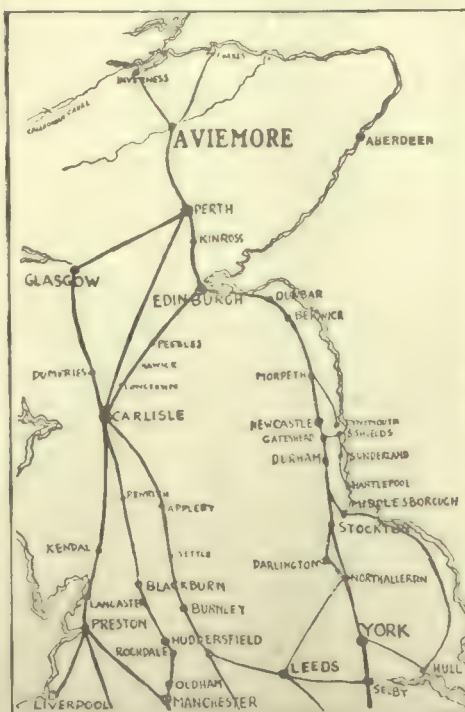 INVERNESS
CALEDONIAN CANAL
AVIEMORE
ABERDEEN
PERTH
KINROSS
GLASGOW
EDINBURGH
DUNBAR
BERWICK
PEEBLES
HAWICK
DUMFRIES
LONGTOWN
MORPETH
CARLISLE
NEWCASTLE
TYNEMOUTH
GATESHEAD
S. SHIELDS
DURHAM
SUNDERLAND
PENRITH
HARTLEPOOL
APPLEBY
MIDDLESBOROUGH
STOCKTON
KENDAL
SETTLE
DARLINGTON
NORTHALLERTON
LANCASTER
BLACKBURN
BURNLEY
PRESTON
HUDDERSFIELD
YORK
ROCHDALE
LEEDS
HULL
OLDHAM
SELBY
LIVERPOOL
MANCHESTER